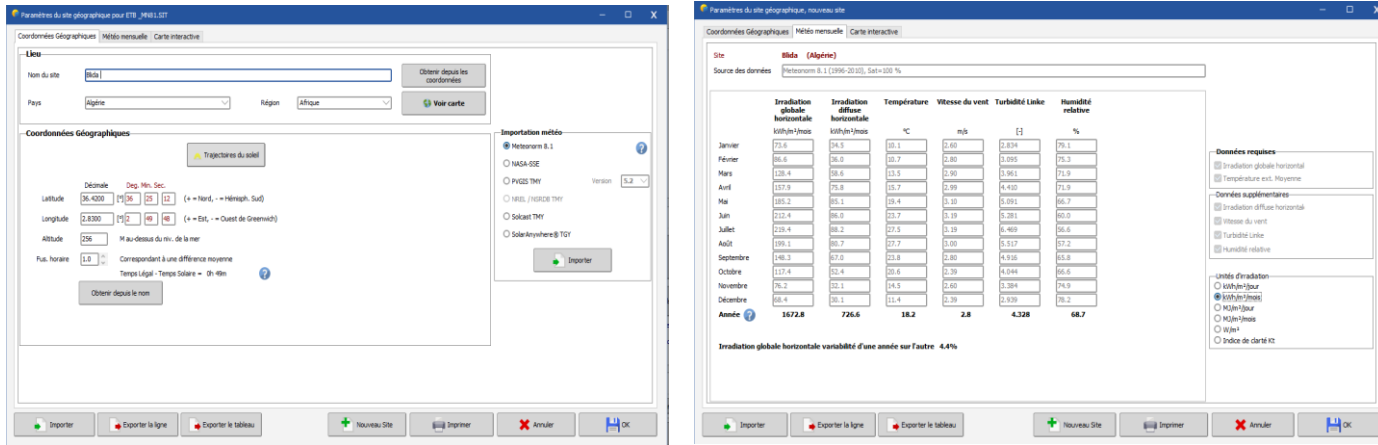 Paramètres du site géographique pour ETB_MN81.SIT
Coordonnées Géographiques Météo mensuelle Carte interactive
Lieu
Nom du site Blida
Obtenir depuis les coordonnées
Pays Algérie Région Afrique Voir carte
Coordonnées Géographiques
Trajectoires du soleil
Décimale Deg. Min. Sec.
Latitude 36.4200 [°] 36 25 12 (+ = Nord, - = Hémisph. Sud)
Longitude 2.8300 [°] 2 49 48 (+ = Est, - = Ouest de Greenwich)
Altitude 256 M au-dessus du niv. de la mer
Fus. horaire 1.0 Correspondant à une différence moyenne
Temps Légal - Temps Solaire = 0h 49m
Obtenir depuis le nom
Importation météo
Meteonorm 8.1
NASA-SSE
PVGIS TMY Version 5.2
NREL / NSRDB TMY
Solcast TMY
SolarAnywhere® TGY
Importer
Importer Exporter la ligne Exporter le tableau Nouveau Site Imprimer Annuler OK
Paramètres du site géographique, nouveau site
Coordonnées Géographiques Météo mensuelle Carte interactive
Site Blida (Algérie)
Source des données Meteonorm 8.1 (1996-2010), Sat=100 %
Irradiation globale horizontale Irradiation diffuse horizontale Température Vitesse du vent Turbidité Linke Humidité relative
kWh/m²/mois kWh/m²/mois °C m/s [-] %
Janvier 73.6 34.5 10.1 2.60 2.834 79.1
Février 86.6 36.0 10.7 2.80 3.095 75.3
Mars 128.4 58.6 13.5 2.90 3.961 71.9
Avril 157.9 75.8 15.7 2.99 4.410 71.9
Mai 185.2 85.1 19.4 3.10 5.091 66.7
Juin 212.4 86.0 23.7 3.19 5.281 60.0
Juillet 219.4 88.2 27.5 3.19 6.469 56.6
Août 199.1 80.7 27.7 3.00 5.517 57.2
Septembre 148.3 67.0 23.8 2.80 4.916 65.8
Octobre 117.4 52.4 20.6 2.39 4.044 66.6
Novembre 76.2 32.1 14.5 2.60 3.384 74.9
Décembre 68.4 30.1 11.4 2.39 2.939 78.2
Année 1672.8 726.6 18.2 2.8 4.328 68.7
Irradiation globale horizontale variabilité d'une année sur l'autre 4.4%
Données requises
Irradiation globale horizontal
Température ext. Moyenne
Données supplémentaires
Irradiation diffuse horizontale
Vitesse du vent
Turbidité Linke
Humidité relative
Unités d'irradiation
kWh/m²/jour
kWh/m²/mois
MJ/m²/jour
MJ/m²/mois
W/m²
Indice de clarté Kt
Importer Exporter la ligne Exporter le tableau Nouveau Site Imprimer Annuler OK